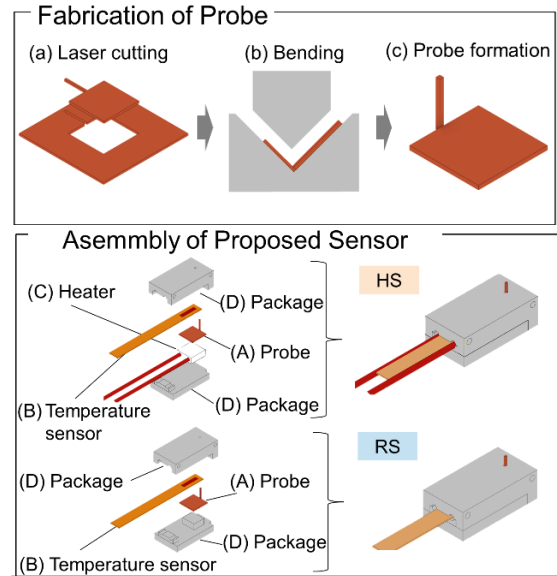 Fabrication of Probe
(a) Laser cutting
(b) Bending
(c) Probe formation
Asemmbly of Proposed Sensor
(C) Heater
(D) Package
(A) Probe
(B) Temperature
sensor
(D) Package
HS
(D) Package
(A) Probe
(D) Package
(B) Temperature sensor
RS